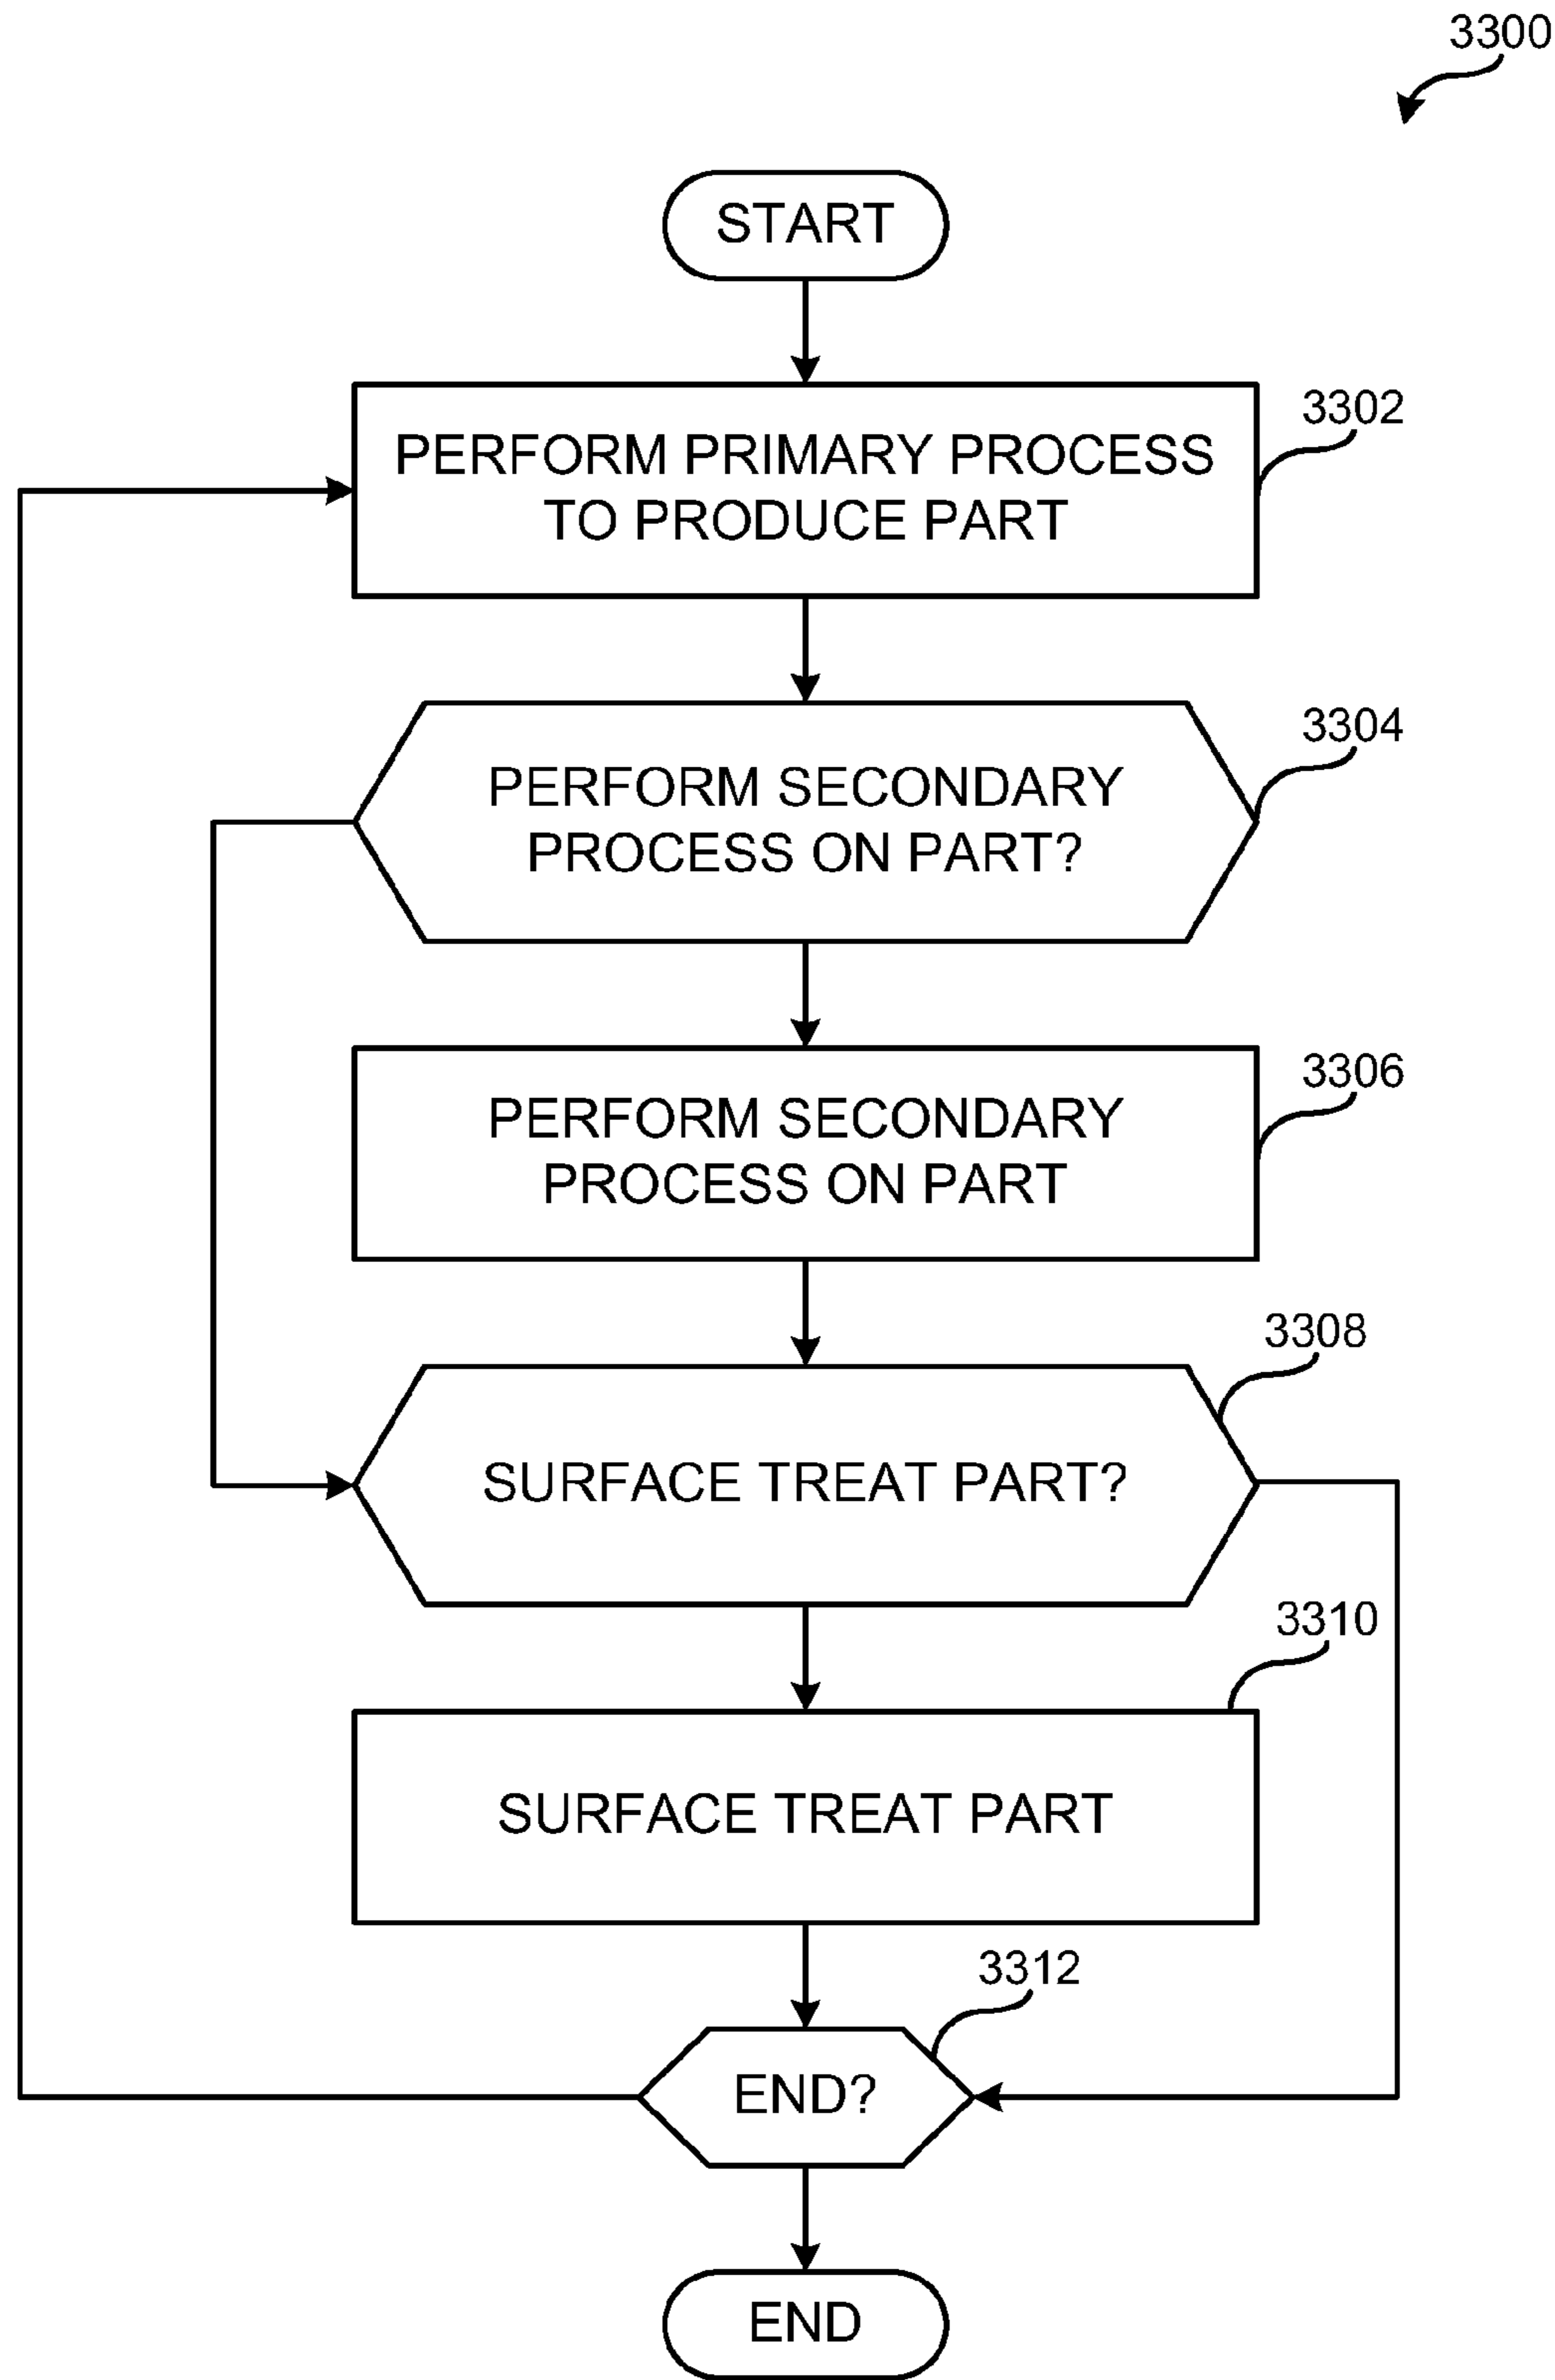 3300
START
PERFORM PRIMARY PROCESS
TO PRODUCE PART
3302
PERFORM SECONDARY
PROCESS ON PART?
3304
PERFORM SECONDARY
PROCESS ON PART
3306
SURFACE TREAT PART?
3308
SURFACE TREAT PART
3310
END?
3312
END